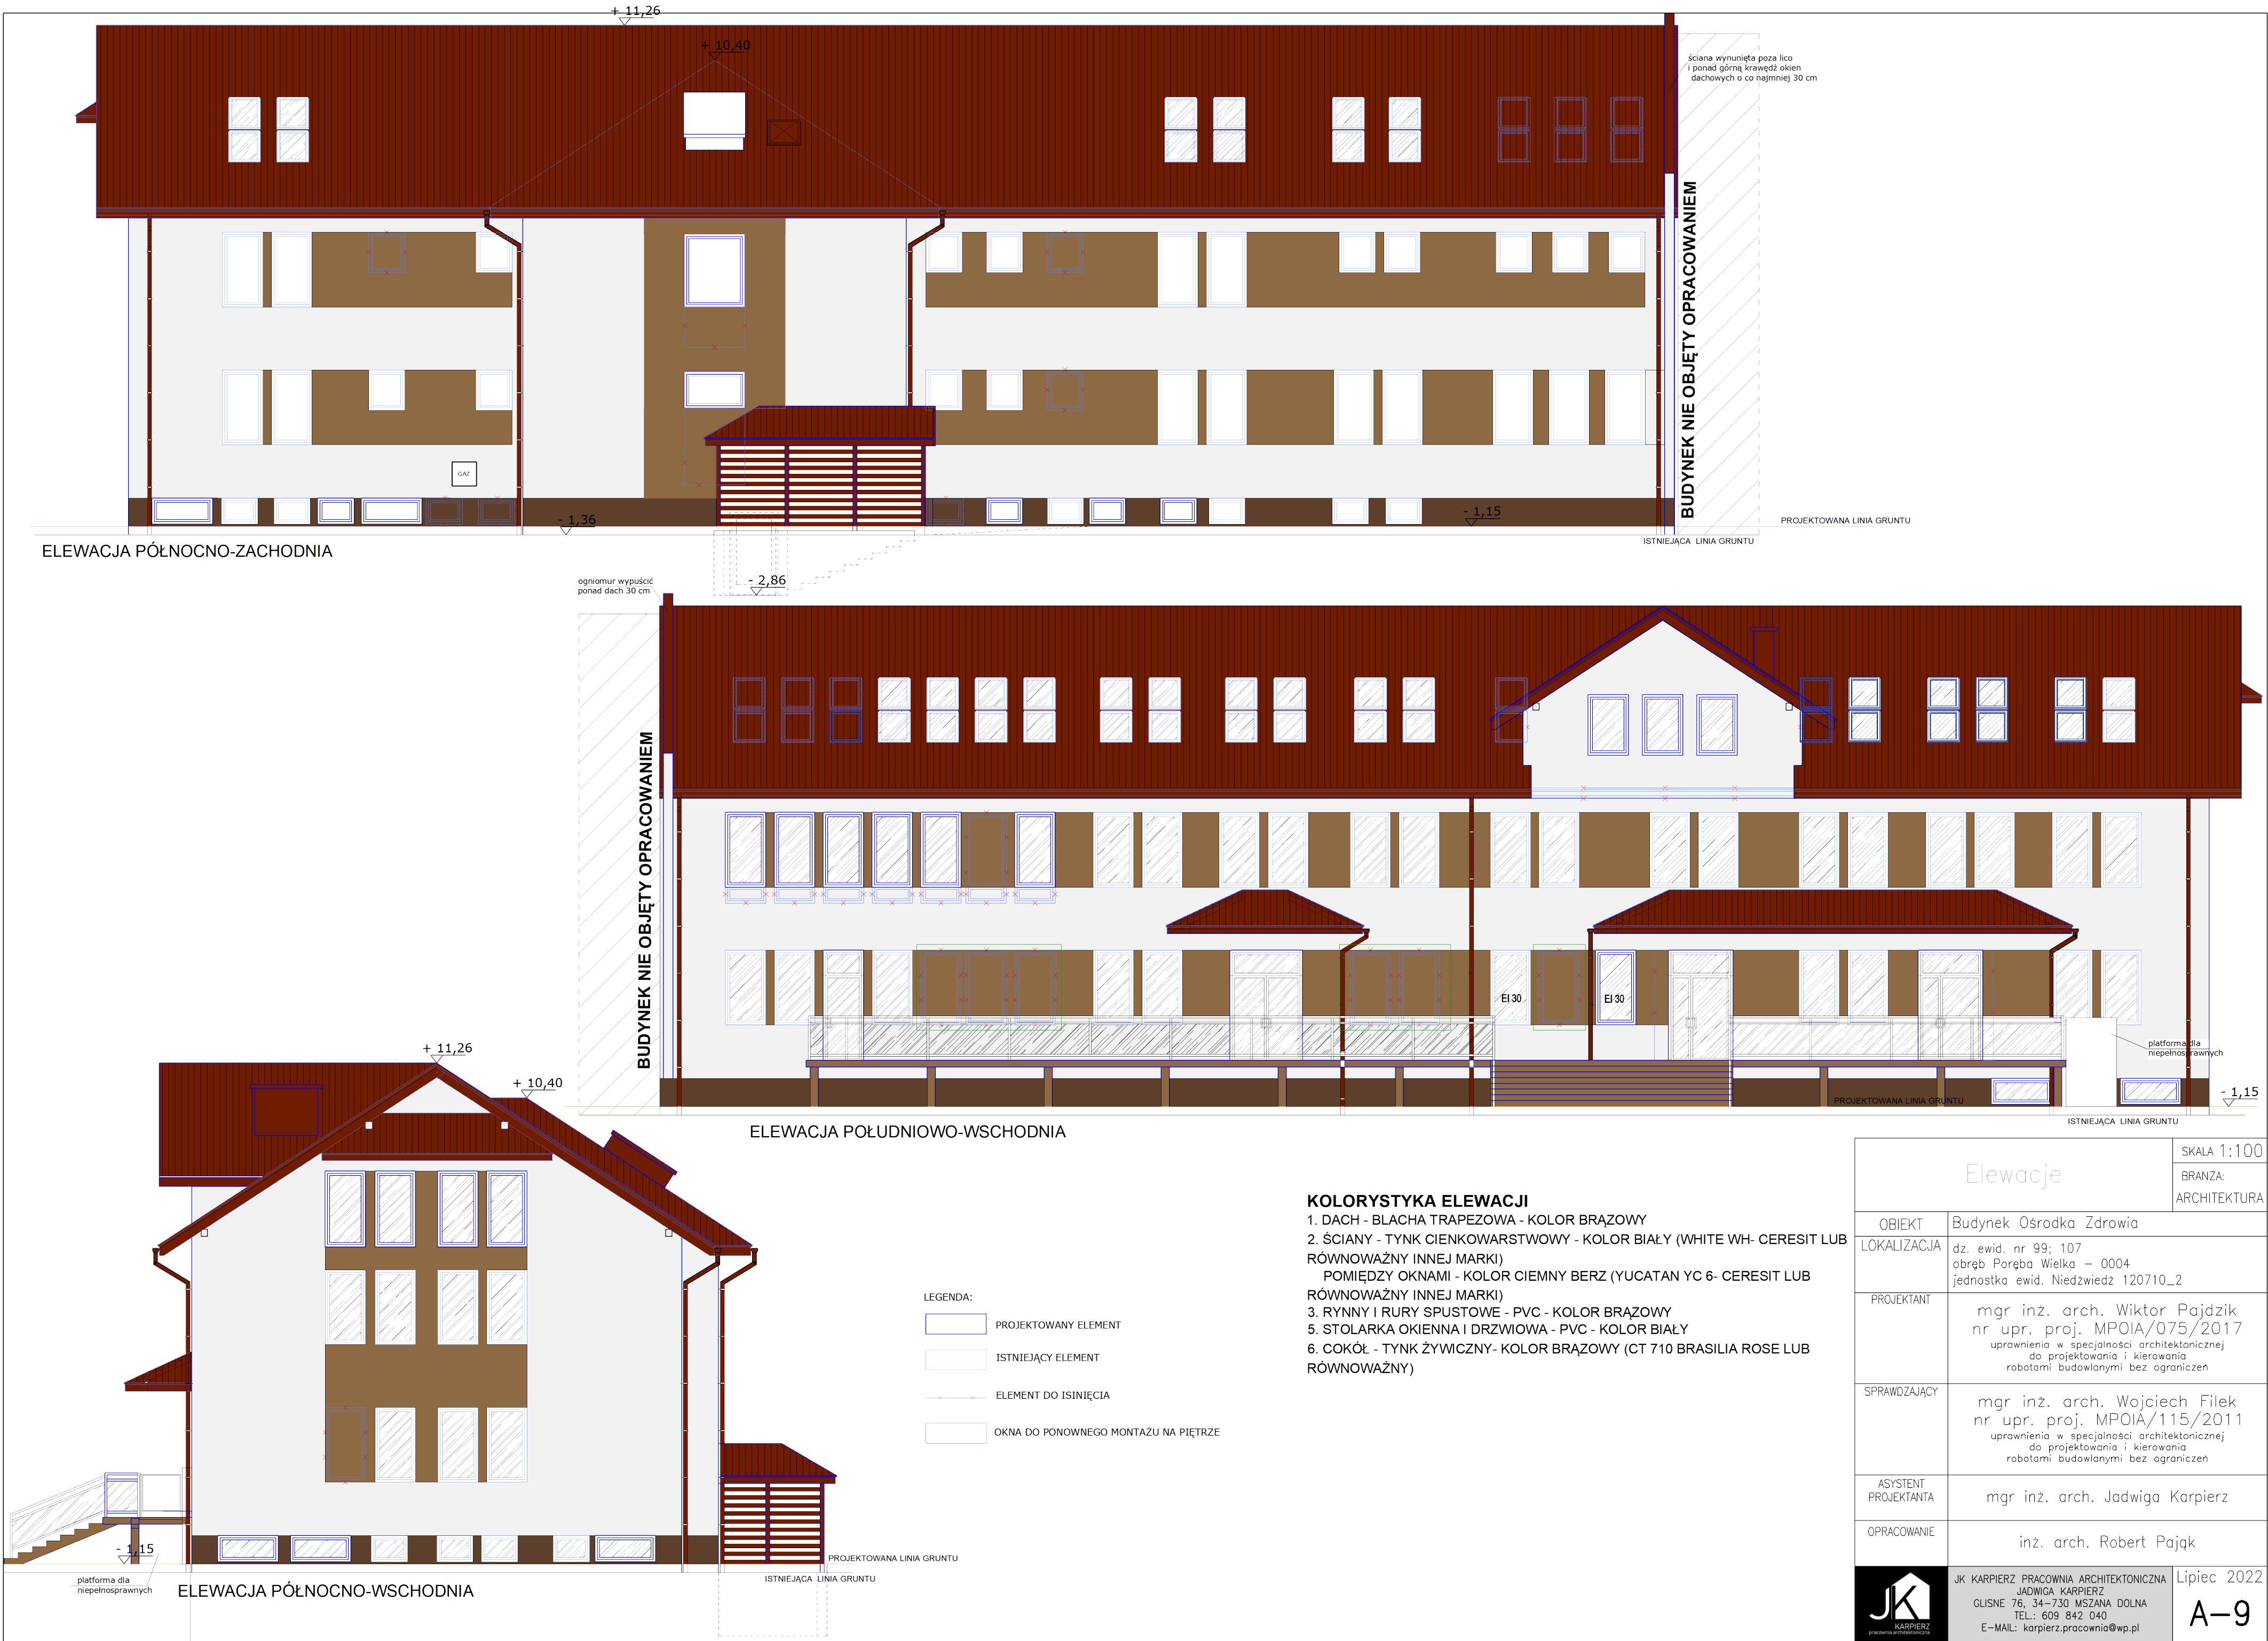 + 11,26
+ 10,40
ściana wynunięta poza lico
i ponad górną krawędź okien
dachowych o co najmniej 30 cm
BUDYNEK NIE OBJĘTY OPRACOWANIEM
GAZ
- 1,36
- 1,15
PROJEKTOWANA LINIA GRUNTU
ISTNIEJĄCA LINIA GRUNTU
ELEWACJA PÓŁNOCNO-ZACHODNIA
- 2,86
ogniomur wypuścić
ponad dach 30 cm
BUDYNEK NIE OBJĘTY OPRACOWANIEM
EI 30
EI 30
platforma dla
niepełnosprawnych
- 1,15
PROJEKTOWANA LINIA GRUNTU
ISTNIEJĄCA LINIA GRUNTU
ELEWACJA POŁUDNIOWO-WSCHODNIA
+ 11,26
+ 10,40
- 1,15
platforma dla
niepełnosprawnych
PROJEKTOWANA LINIA GRUNTU
ISTNIEJĄCA LINIA GRUNTU
ELEWACJA PÓŁNOCNO-WSCHODNIA
LEGENDA:
PROJEKTOWANY ELEMENT
ISTNIEJĄCY ELEMENT
ELEMENT DO ISINIĘCIA
OKNA DO PONOWNEGO MONTAŻU NA PIĘTRZE
KOLORYSTYKA ELEWACJI
1. DACH - BLACHA TRAPEZOWA - KOLOR BRĄZOWY
2. ŚCIANY - TYNK CIENKOWARSTWOWY - KOLOR BIAŁY (WHITE WH- CERESIT LUB
RÓWNOWAŻNY INNEJ MARKI)
POMIĘDZY OKNAMI - KOLOR CIEMNY BERZ (YUCATAN YC 6- CERESIT LUB
RÓWNOWAŻNY INNEJ MARKI)
3. RYNNY I RURY SPUSTOWE - PVC - KOLOR BRĄZOWY
5. STOLARKA OKIENNA I DRZWIOWA - PVC - KOLOR BIAŁY
6. COKÓŁ - TYNK ŻYWICZNY- KOLOR BRĄZOWY (CT 710 BRASILIA ROSE LUB
RÓWNOWAŻNY)
Elewacje
SKALA 1:100
BRANŻA:
ARCHITEKTURA
OBIEKT
Budynek Ośrodka Zdrowia
LOKALIZACJA
dz. ewid. nr 99; 107
obręb Poręba Wielka – 0004
jednostka ewid. Niedźwiedź 120710_2
PROJEKTANT
mgr inż. arch. Wiktor Pajdzik
nr upr. proj. MPOIA/075/2017
uprawnienia w specjalności architektonicznej
do projektowania i kierowania
robotami budowlanymi bez ograniczeń
SPRAWDZAJĄCY
mgr inż. arch. Wojciech Filek
nr upr. proj. MPOIA/115/2011
uprawnienia w specjalności architektonicznej
do projektowania i kierowania
robotami budowlanymi bez ograniczeń
ASYSTENT
PROJEKTANTA
mgr inż. arch. Jadwiga Karpierz
OPRACOWANIE
inż. arch. Robert Pająk
JK
KARPIERZ
pracownia architektoniczna
JK KARPIERZ PRACOWNIA ARCHITEKTONICZNA
JADWIGA KARPIERZ
GLISNE 76, 34–730 MSZANA DOLNA
TEL.: 609 842 040
E–MAIL: karpierz.pracownia@wp.pl
Lipiec 2022
A–9